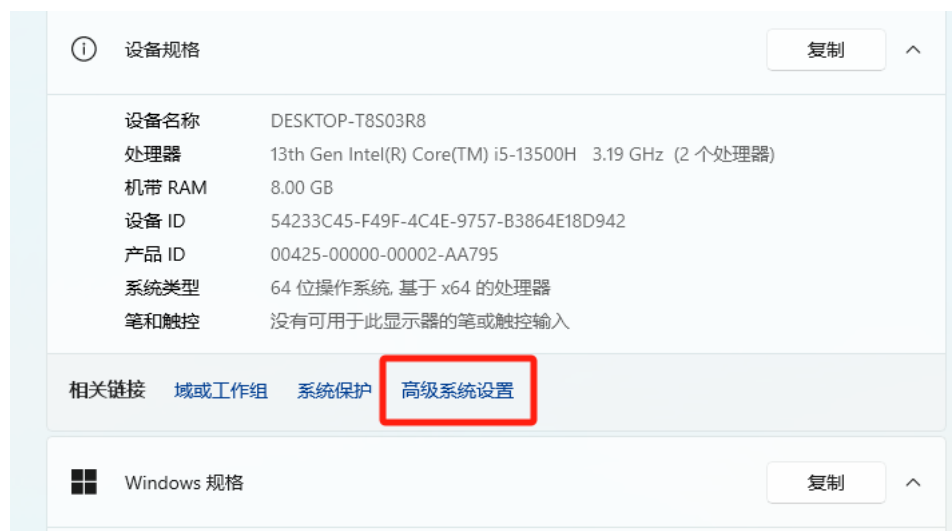 设备规格 复制
设备名称 DESKTOP-T8S03R8
处理器 13th Gen Intel(R) Core(TM) i5-13500H 3.19 GHz (2 个处理器)
机带 RAM 8.00 GB
设备 ID 54233C45-F49F-4C4E-9757-B3864E18D942
产品 ID 00425-00000-00002-AA795
系统类型 64 位操作系统, 基于 x64 的处理器
笔和触控 没有可用于此显示器的笔或触控输入
相关链接 域或工作组 系统保护 高级系统设置
Windows 规格 复制